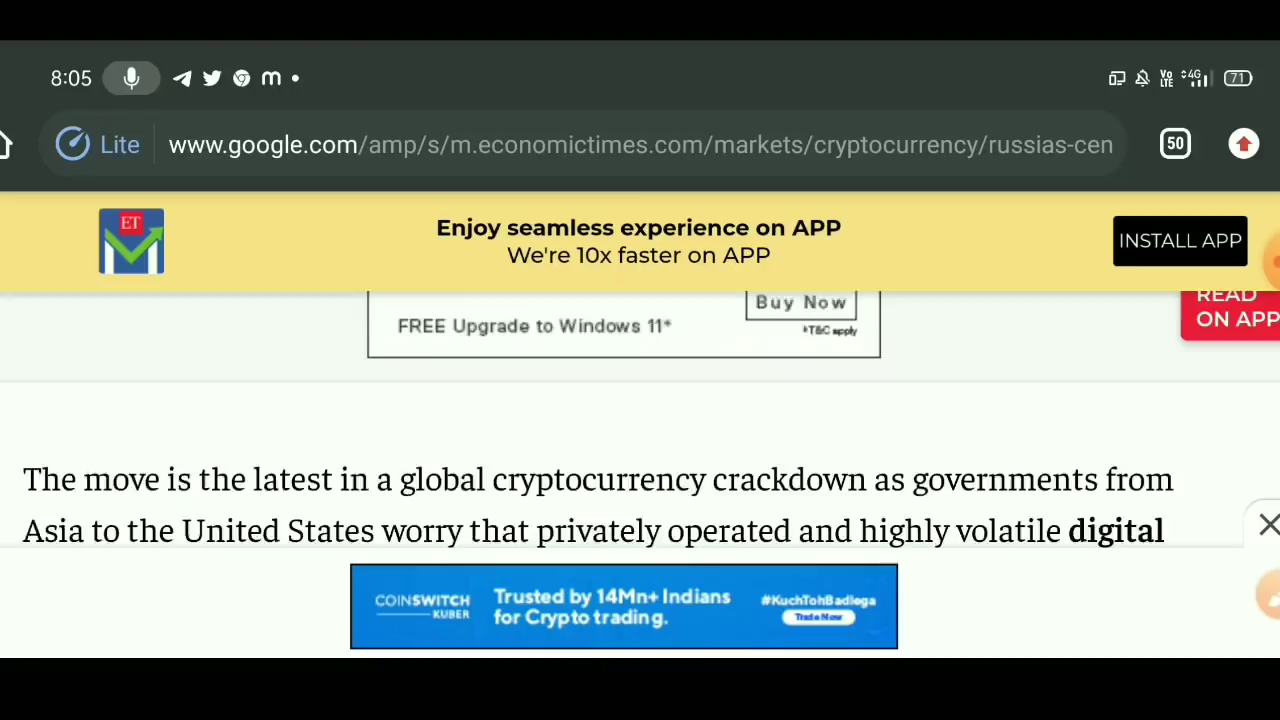 8:05
Vo LTE 4G 71
Lite www.google.com/amp/s/m.economictimes.com/markets/cryptocurrency/russias-cen 50
ET
Enjoy seamless experience on APP
We're 10x faster on APP
INSTALL APP
Buy Now
FREE Upgrade to Windows 11*
*T&C apply
READ
ON APP
The move is the latest in a global cryptocurrency crackdown as governments from
Asia to the United States worry that privately operated and highly volatile digital
COINSWITCH
KUBER
Trusted by 14Mn+ Indians
for Crypto trading.
#KuchTohBadlega
Trade Now